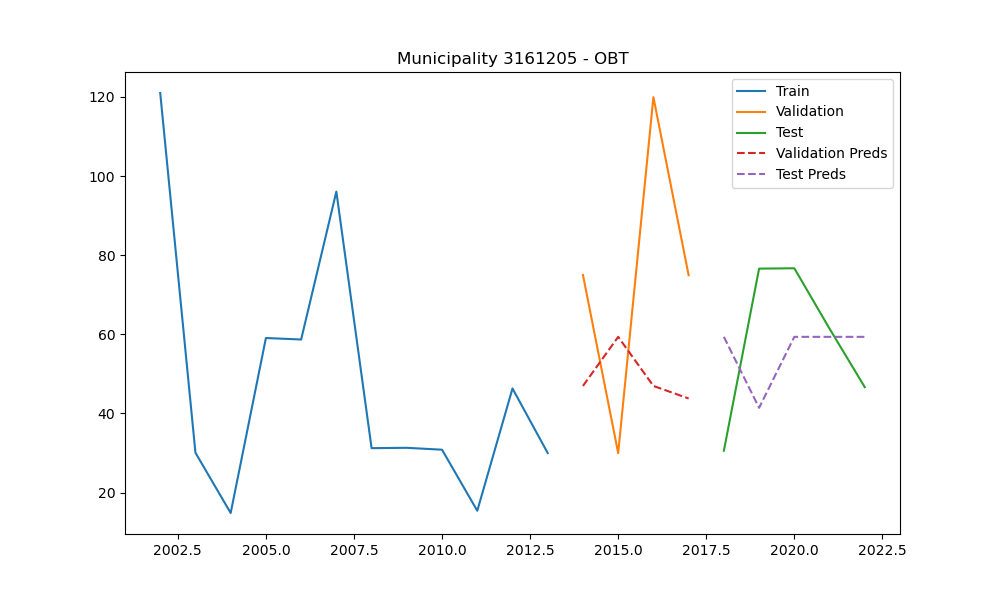 Municipality 3161205 - OBT
120
100
80
60
40
20
Train
Validation
Test
Validation Preds
Test Preds
2002.5 2005.0 2007.5 2010.0 2012.5 2015.0 2017.5 2020.0 2022.5